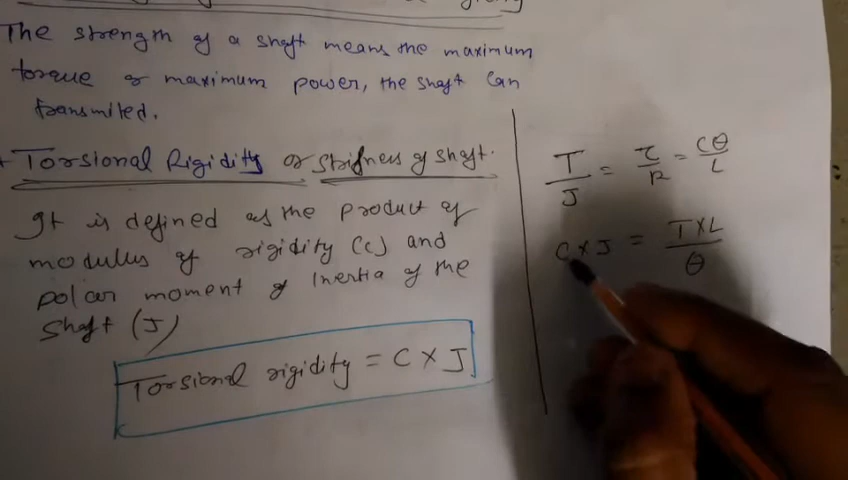 The strength of a shaft means the maximum
torque or maximum power, the shaft can
transmited.
Torsional Rigidity or stifness of shaft.
It is defined as the product of
modulus of rigidity (c) and
polar moment of Inertia of the
shaft (J)
Torsional rigidity = C × J
T/J = τ/R = Cθ/L
C × J = T×L/θ